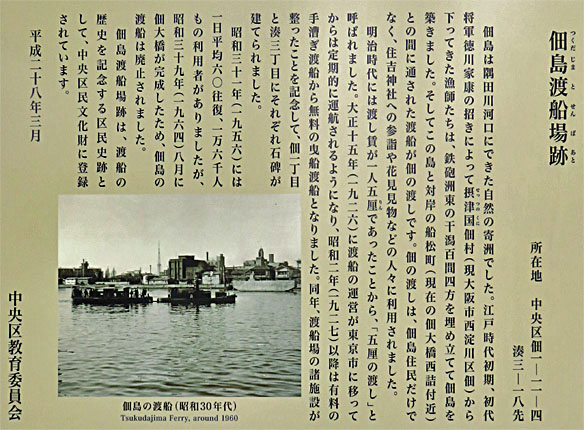 佃島渡船場跡
つくだじまとせんばあと
所在地 中央区佃一ー一ー四
湊三ー一八先
佃島は隅田川河口にできた自然の寄洲でした。江戸時代初期、初代
将軍徳川家康の招きによって摂津国佃村(現大阪市西淀川区佃)から
せっつのくに
下ってきた漁師たちは、鉄砲洲東の干潟百間四方を埋め立てて佃島を
築きました。そしてこの島と対岸の船松町(現在の佃大橋西詰付近)
との間に通された渡船が佃の渡しです。佃の渡しは、佃島住民だけで
なく、住吉神社への参詣や花見見物などの人々に利用されました。
明治時代には渡し賃が一人五厘であったことから、「五厘の渡し」と
りん
呼ばれました。大正十五年(一九二六)に渡船の運営が東京市に移って
からは定期的に運航されるようになり、昭和二年(一九二七)以降は有料の
手漕ぎ渡船から無料の曳船渡船となりました。同年、渡船場の諸施設が
整ったことを記念して、佃一丁目
と湊三丁目にそれぞれ石碑が
建てられました。
昭和三十一年(一九五六)には
一日平均六〇往復、一万六千人
もの利用者がありましたが、
昭和三十九年(一九六四)八月に
佃大橋が完成したため、佃島の
渡船は廃止されました。
佃島渡船場跡は、渡船の
歴史を記念する区民史跡と
して、中央区民文化財に登録
されています。
平成二十八年三月
中央区教育委員会
佃島の渡船(昭和30年代)
Tsukudajima Ferry, around 1960